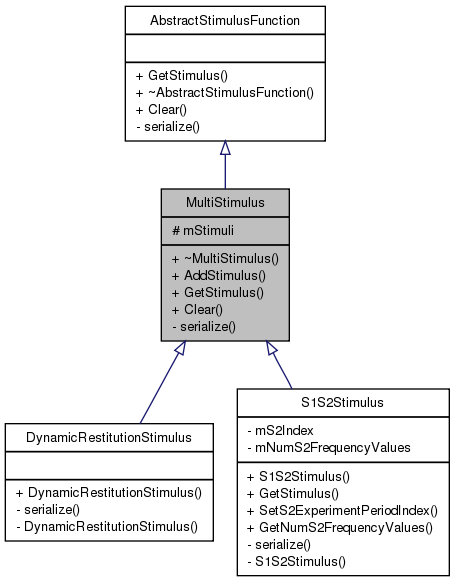 AbstractStimulusFunction
+ GetStimulus()
+ ~AbstractStimulusFunction()
+ Clear()
- serialize()
MultiStimulus
# mStimuli
+ ~MultiStimulus()
+ AddStimulus()
+ GetStimulus()
+ Clear()
- serialize()
DynamicRestitutionStimulus
+ DynamicRestitutionStimulus()
- serialize()
- DynamicRestitutionStimulus()
S1S2Stimulus
- mS2Index
- mNumS2FrequencyValues
+ S1S2Stimulus()
+ GetStimulus()
+ SetS2ExperimentPeriodIndex()
+ GetNumS2FrequencyValues()
- serialize()
- S1S2Stimulus()